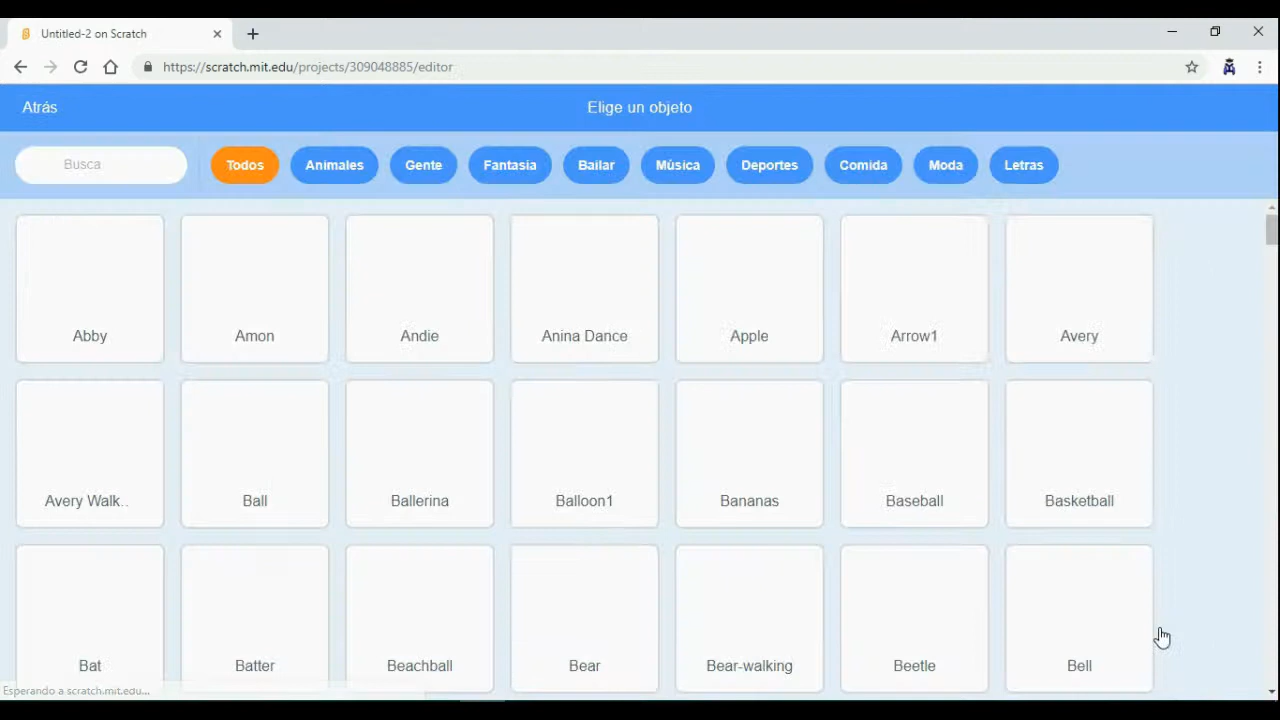 Untitled-2 on Scratch
https://scratch.mit.edu/projects/309048885/editor
Atrás
Elige un objeto
Busca
Todos
Animales
Gente
Fantasía
Bailar
Música
Deportes
Comida
Moda
Letras
Abby
Amon
Andie
Anina Dance
Apple
Arrow1
Avery
Avery Walk..
Ball
Ballerina
Balloon1
Bananas
Baseball
Basketball
Bat
Batter
Beachball
Bear
Bear-walking
Beetle
Bell
Esperando a scratch.mit.edu...